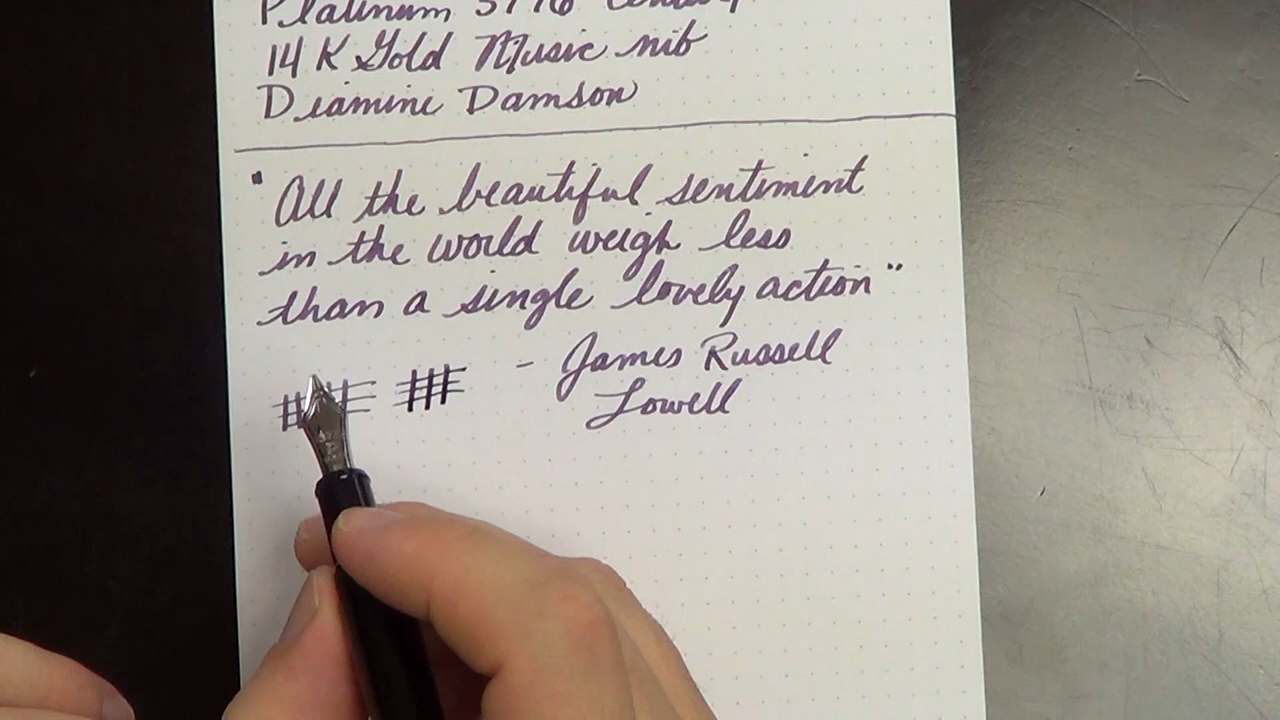 Platinum 3776 Century
14 K Gold Music nib
Diamine Damson
"All the beautiful sentiment
in the world weigh less
than a single lovely action"
- James Russell
Lowell